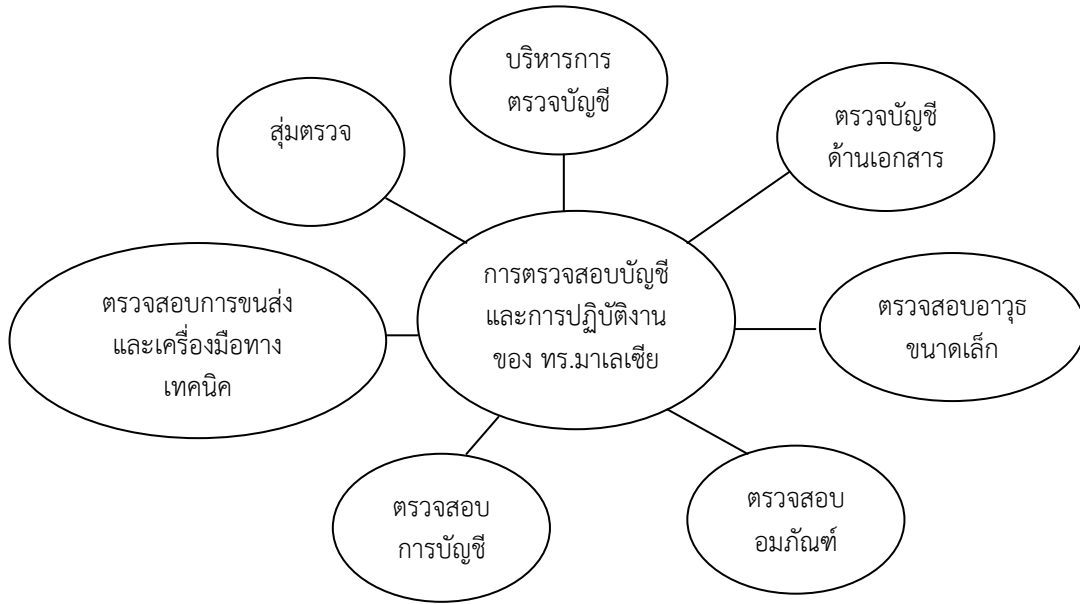 บริหารการ
ตรวจบัญชี
สุ่มตรวจ
ตรวจบัญชี
ด้านเอกสาร
การตรวจสอบบัญชี
และการปฏิบัติงาน
ของ ทร.มาเลเซีย
ตรวจสอบการขนส่ง
และเครื่องมือทาง
เทคนิค
ตรวจสอบอาวุธ
ขนาดเล็ก
ตรวจสอบ
การบัญชี
ตรวจสอบ
อมภัณฑ์